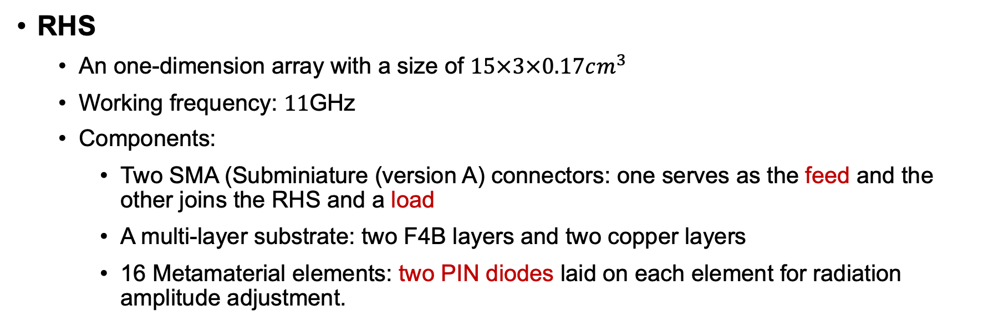 • RHS
• An one-dimension array with a size of 15×3×0.17cm³
• Working frequency: 11GHz
• Components:
• Two SMA (Subminiature (version A) connectors: one serves as the feed and the
other joins the RHS and a load
• A multi-layer substrate: two F4B layers and two copper layers
• 16 Metamaterial elements: two PIN diodes laid on each element for radiation
amplitude adjustment.